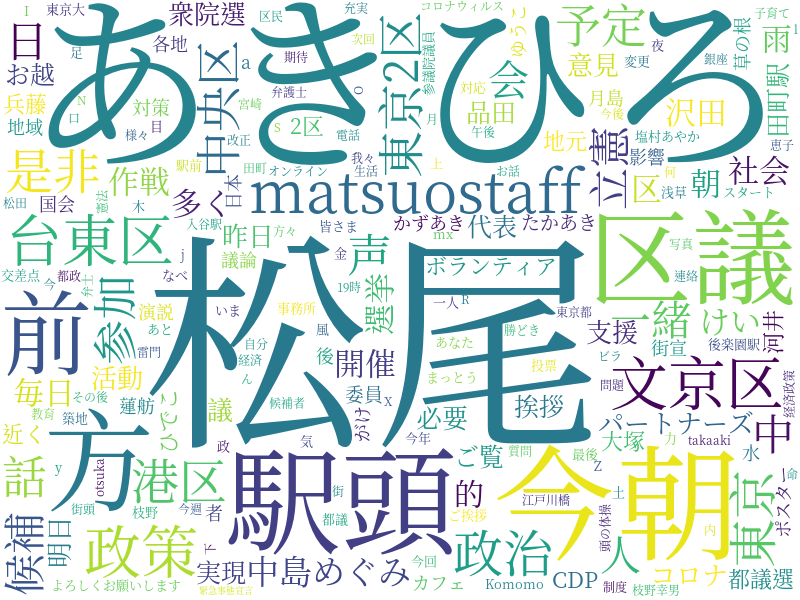 あきひろ
松尾
区議
今朝
駅頭
matsuostaff
前
方
台東区
文京区
港区
中央区
東京2区
予定
会
品田
意見
雨
田町駅
沢田
月島
地元
立憲
影響
社会
朝
区
日
衆院選
各地
お越
兵藤
地域
対策
2区
是非
作戦
国会
多く
日本
かずあき
代表
たかあき
塩村あやか
ゆうこ
参議院議員
コロナウィルス
次回
期待
弁護士
宮崎
改正
電話
オンライン
我々
生活
お話
対応
午後
今後
変更
夜
銀座
草の根
子育て
恵子
浅草
スタート
何
東京大
区民
充実
足
口
目
様々
駅前
田町
松田
憲法
木
入谷駅
方々
皆さま
金
mx
上
月
昨日
声
ボランティア
議論
選挙
参加
一緒
けい
支援
河井
街宣
写真
連絡
後楽園駅
東京都
ビラ
勝どき
一人
あなた
まっとう
風
19時
事務所
自分
経済
いま
なべ
都政
交差点
今
弁士
演説
あと
雷門
毎日
活動
その後
教育
築地
蓮舫
近く
ひでこ
議
後
開催
委員
がけ
必要
挨拶
パートナーズ
中
問題
経済政策
takaaki
大塚
力
水
投票
候補者
政
気
今年
質問
最後
話
otsuka
街頭
枝野
今週
者
街
都議
ご覧
的
ご挨拶
江戸川橋
土
頭の体操
内
命
ポスター
東京
人
政治
政策
候補
明日
よろしくお願いします
実現
中島めぐみ
緊急事態宣言
下
カフェ
今回
Komomo
CDP
制度
枝野幸男
コロナ
都議選